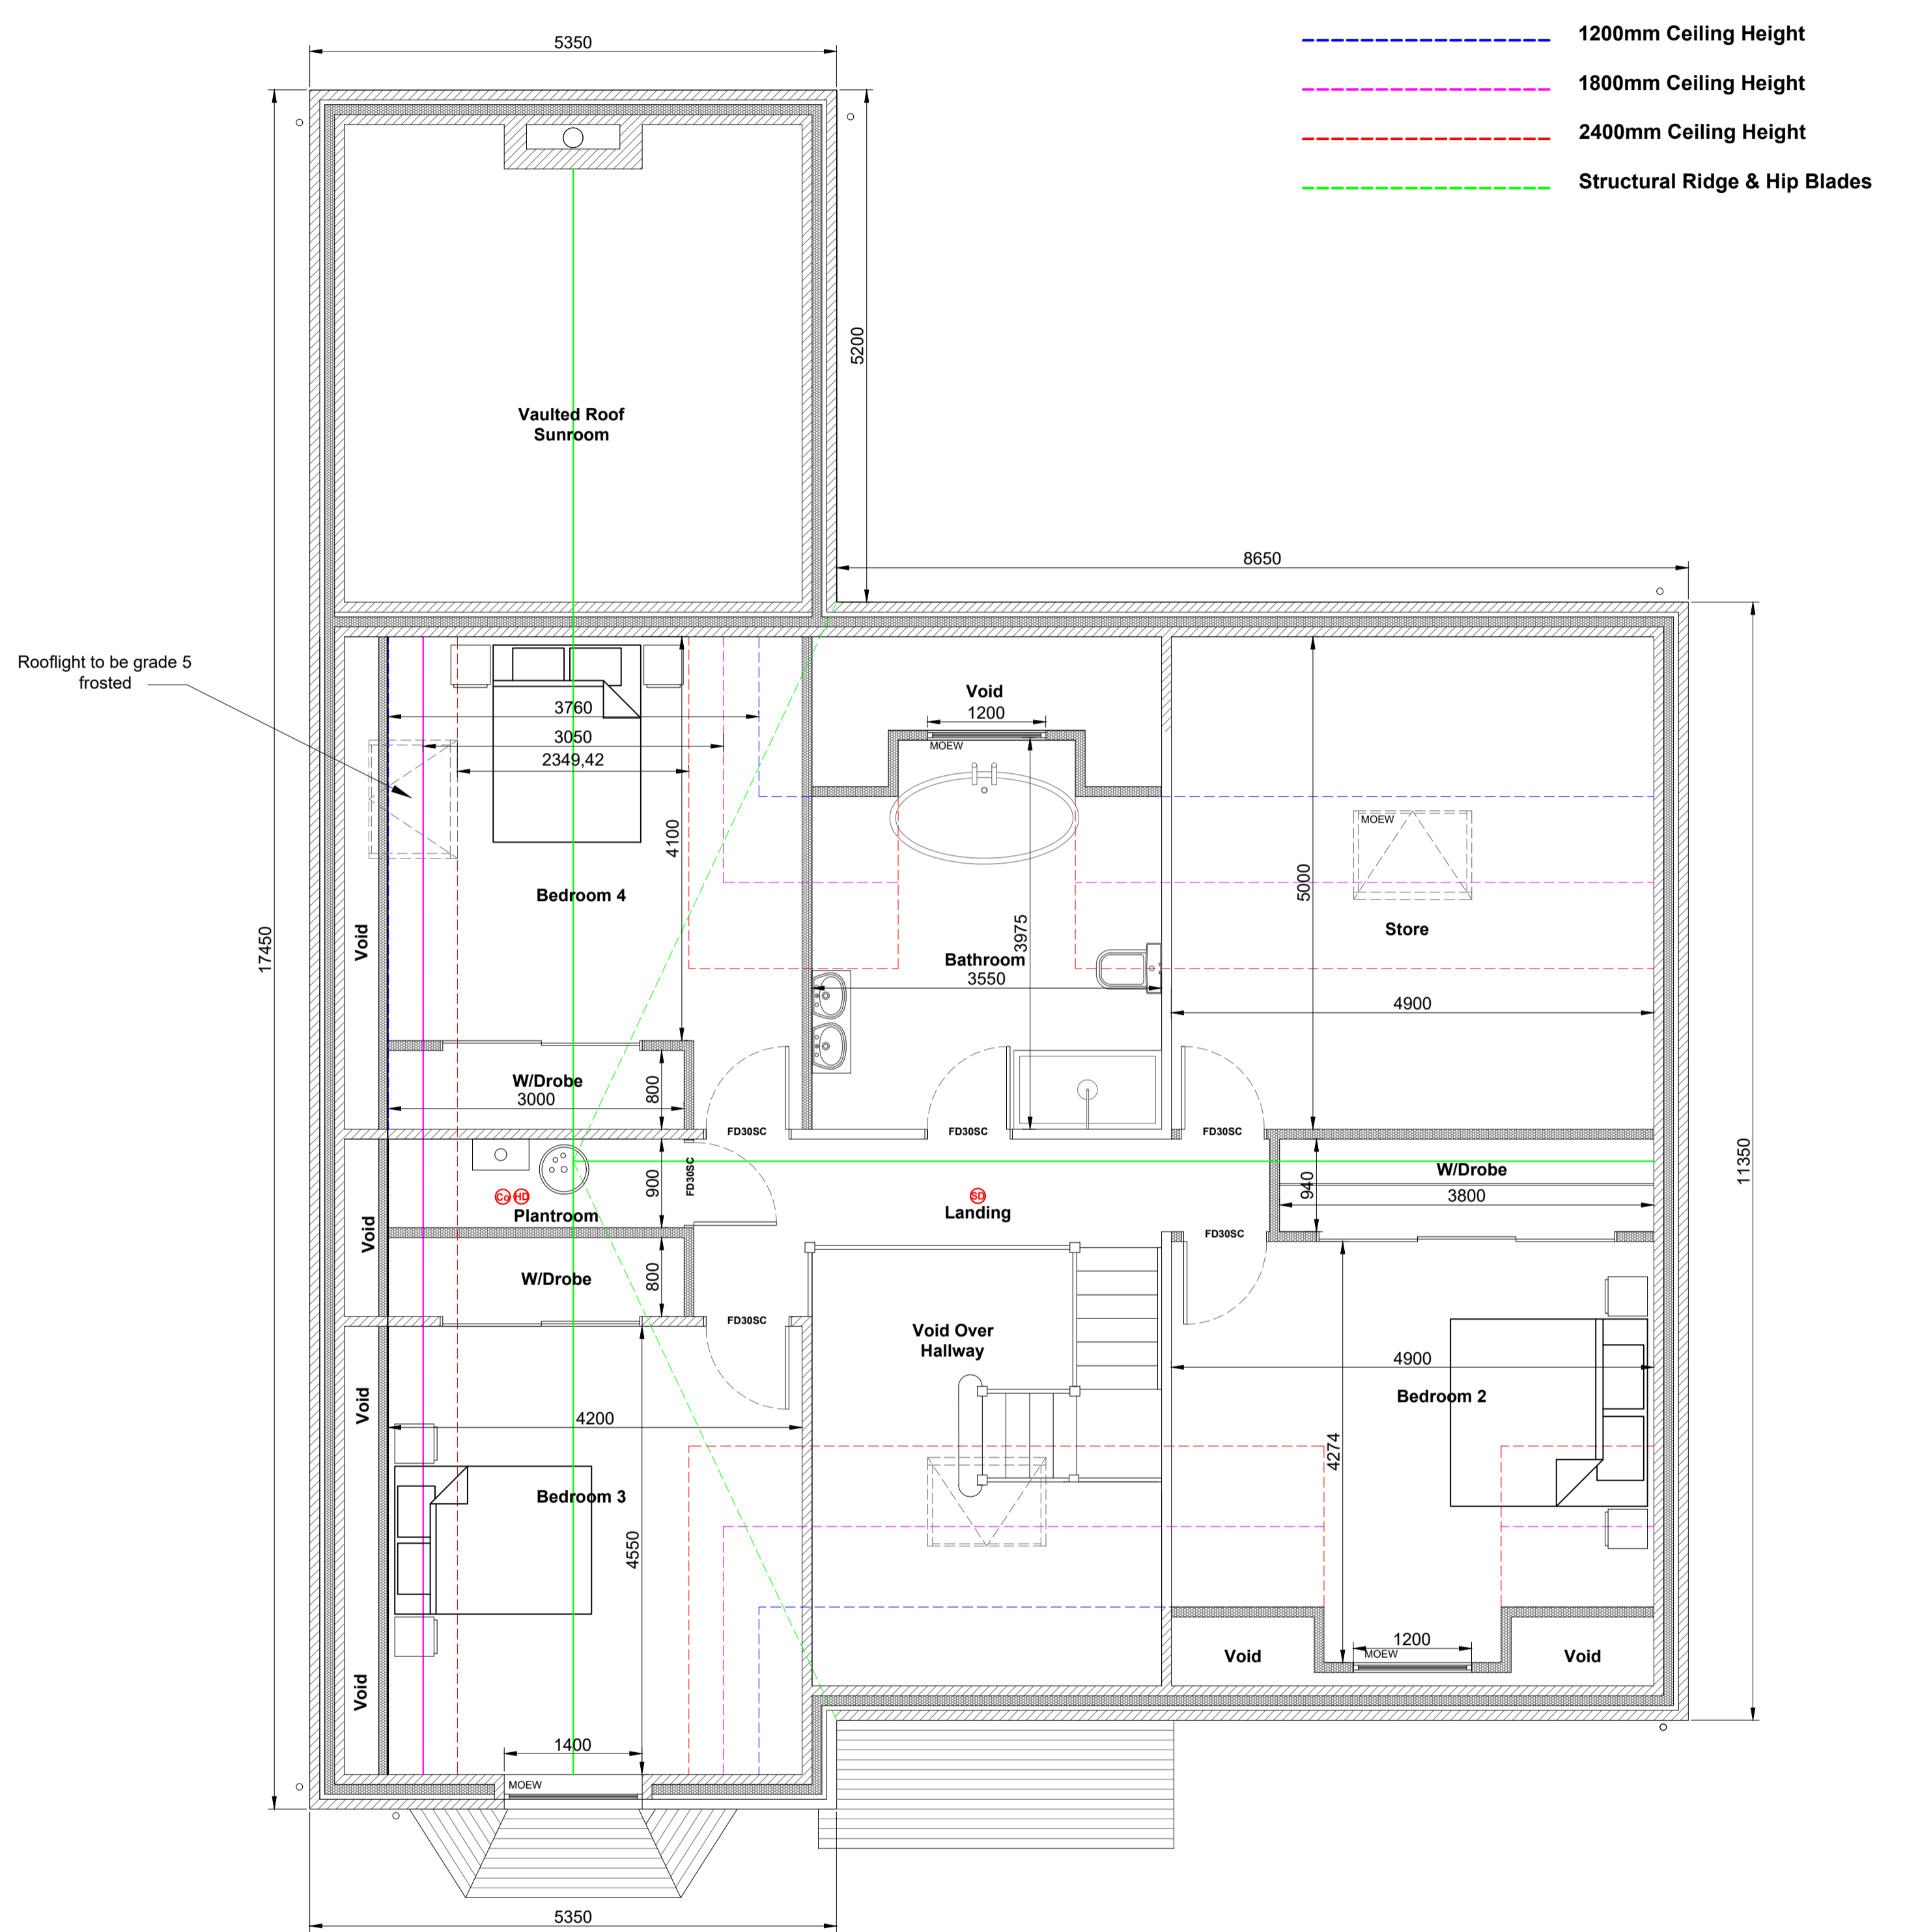 1200mm Ceiling Height
1800mm Ceiling Height
2400mm Ceiling Height
Structural Ridge & Hip Blades
5350
5200
17450
Vaulted Roof
Sunroom
8650
Rooflight to be grade 5
frosted
Void
1200
MOEW
3760
3050
2349,42
4100
Bedroom 4
Void
3975
Bathroom
3550
5000
MOEW
Store
4900
W/Drobe
3000
800
FD30SC
FD30SC
FD30SC
FD30SC
900
Co
HD
Plantroom
Void
SD
Landing
W/Drobe
3800
940
11350
FD30SC
W/Drobe
800
FD30SC
Void Over
Hallway
4900
Bedroom 2
4274
Void
4200
Bedroom 3
4550
Void
1400
MOEW
Void
1200
MOEW
Void
5350